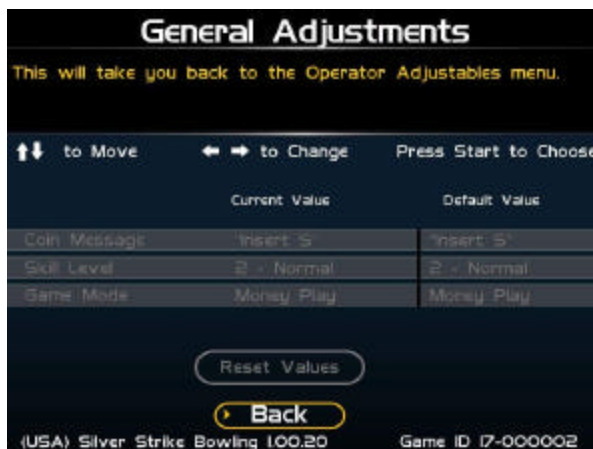 General Adjustments
This will take you back to the Operator Adjustables menu.
to Move to Change Press Start to Choose
Current Value Default Value
Coin Message "Insert $" "Insert $"
Skill Level 2 - Normal 2 - Normal
Game Mode Money Play Money Play
Reset Values
Back
(USA) Silver Strike Bowling 1.00.20 Game ID 17-000002